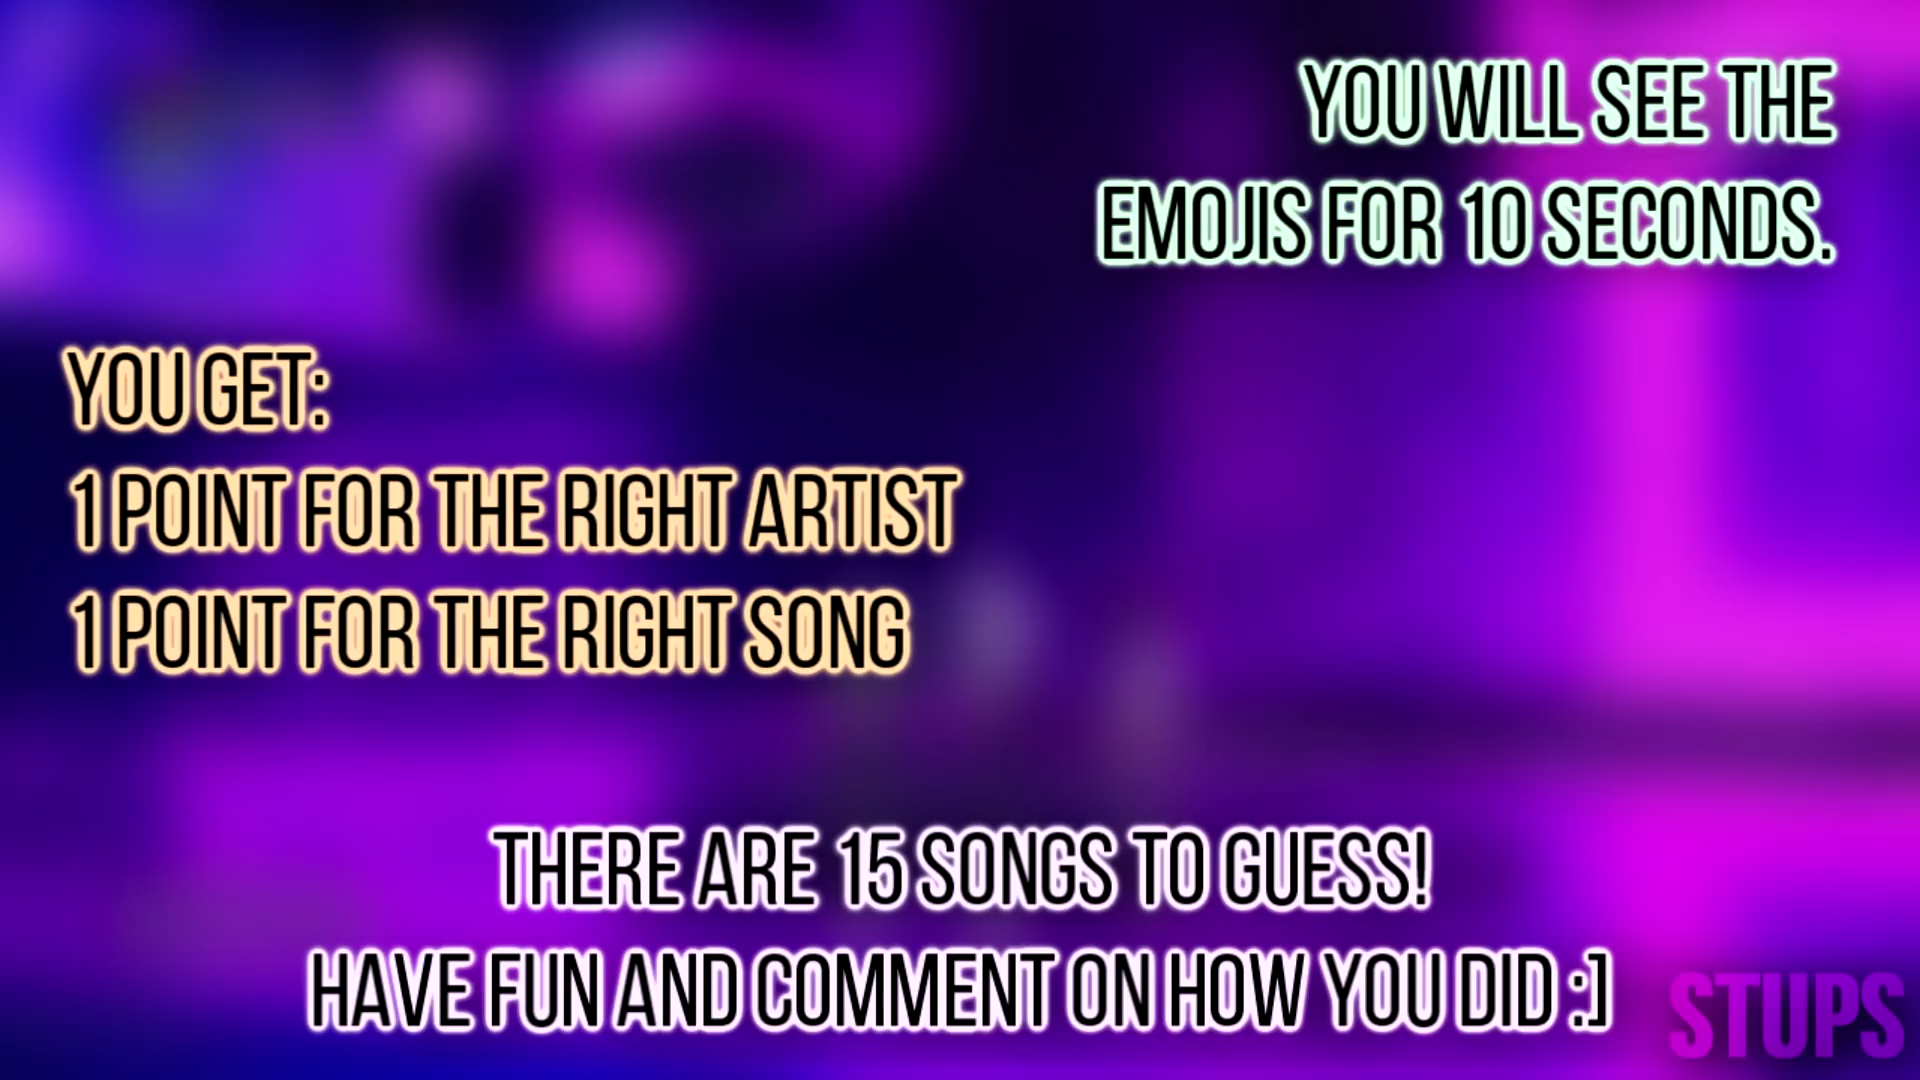 YOU WILL SEE THE
EMOJIS FOR 10 SECONDS.
YOU GET:
1 POINT FOR THE RIGHT ARTIST
1 POINT FOR THE RIGHT SONG
THERE ARE 15 SONGS TO GUESS!
HAVE FUN AND COMMENT ON HOW YOU DID :]
STUPS